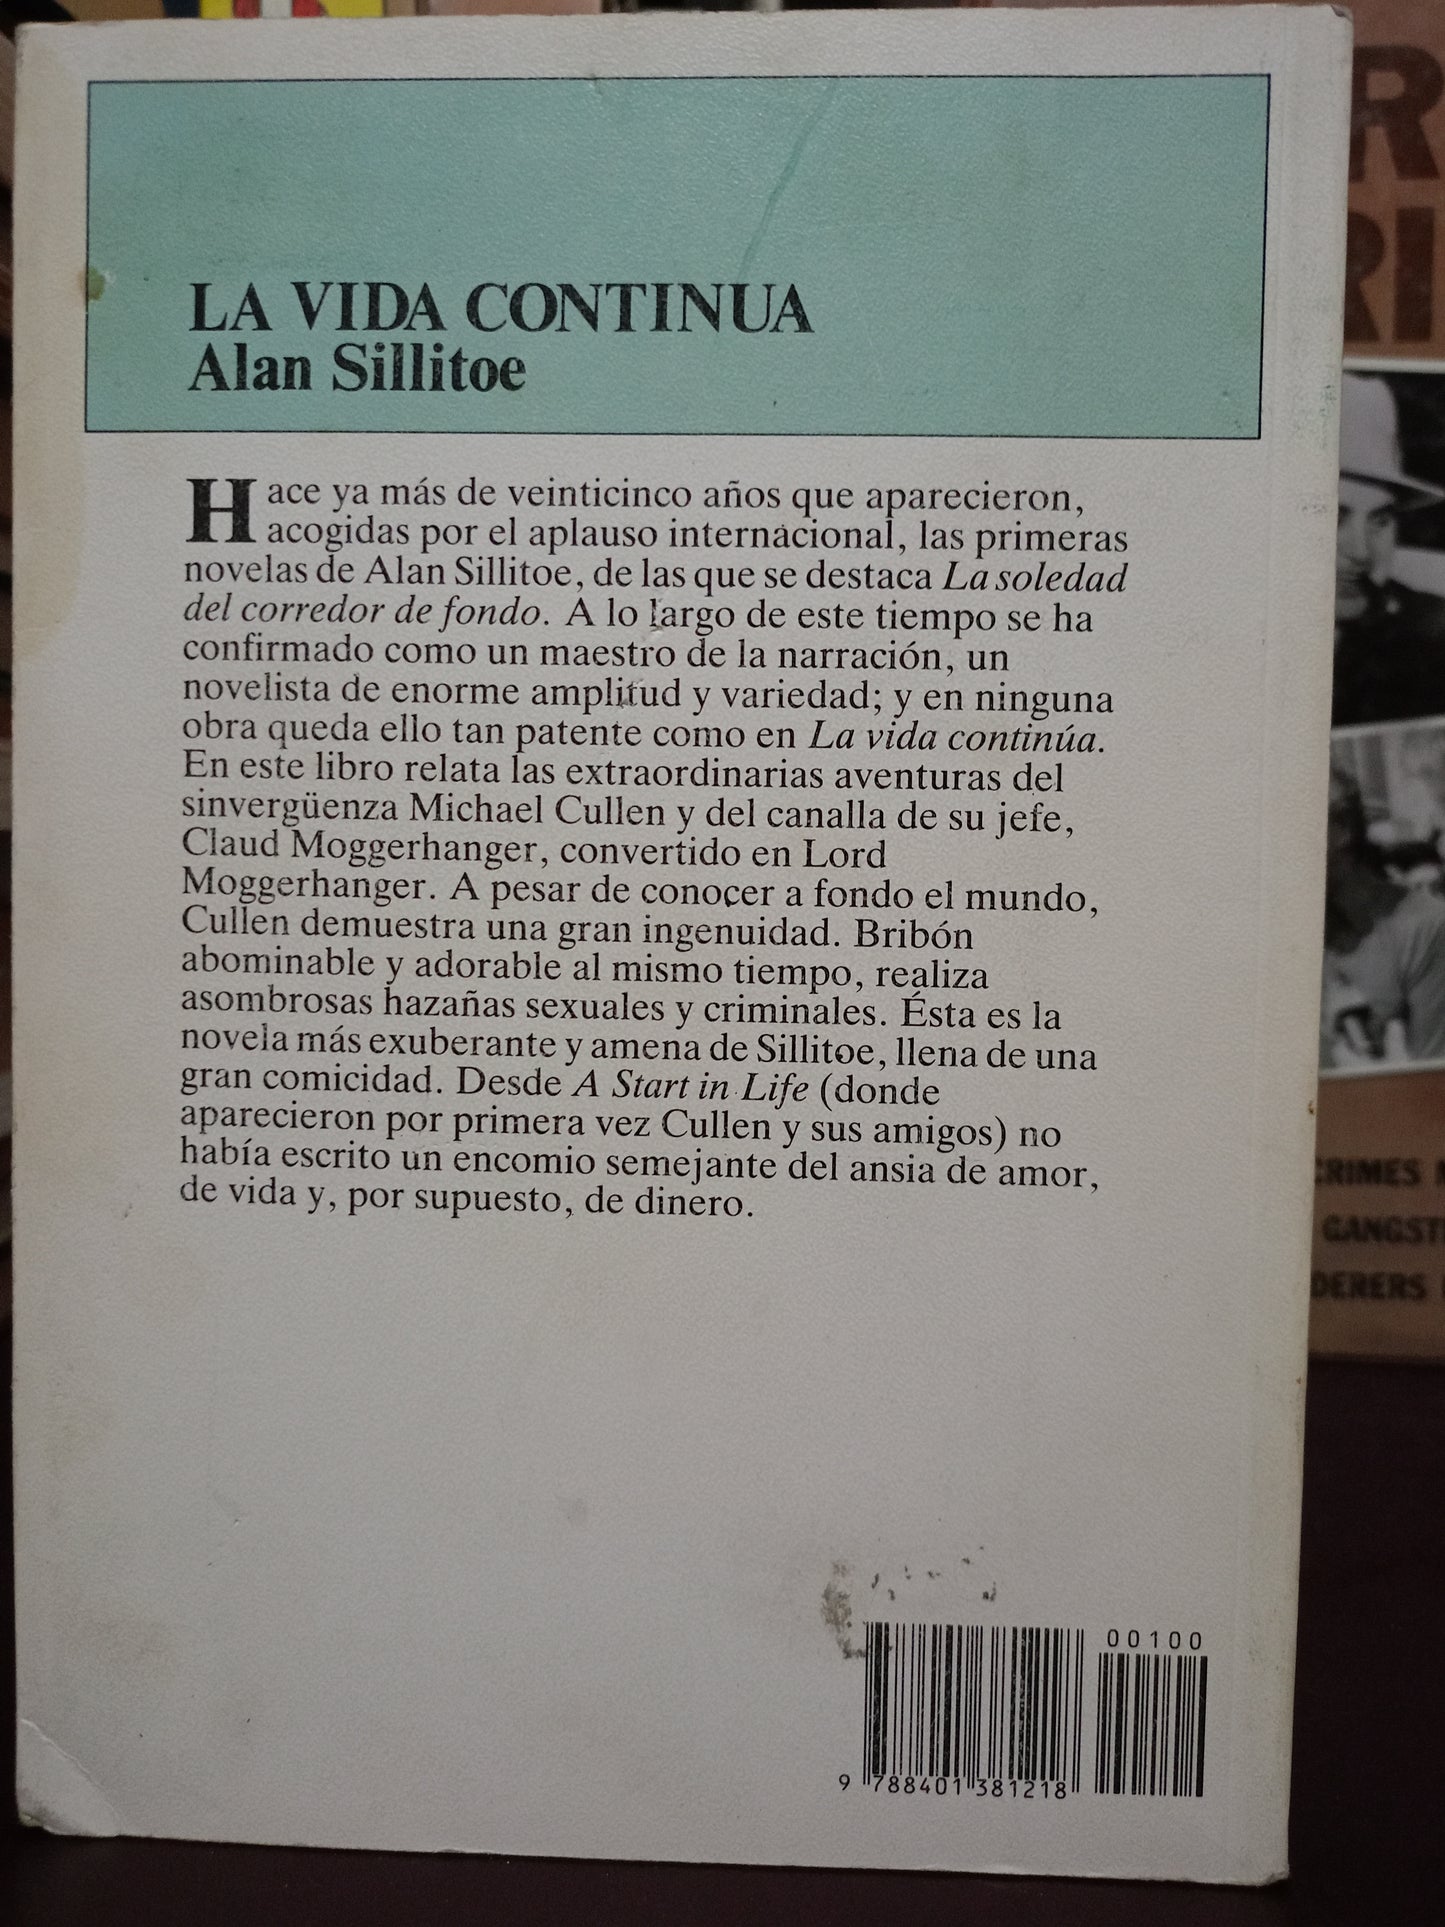 LA VIDA CONTINUA
Alan Sillitoe
Hace ya más de veinticinco años que aparecieron,
acogidas por el aplauso internacional, las primeras
novelas de Alan Sillitoe, de las que se destaca La soledad
del corredor de fondo. A lo largo de este tiempo se ha
confirmado como un maestro de la narración, un
novelista de enorme amplitud y variedad; y en ninguna
obra queda ello tan patente como en La vida continúa.
En este libro relata las extraordinarias aventuras del
sinvergüenza Michael Cullen y del canalla de su jefe,
Claud Moggerhanger, convertido en Lord
Moggerhanger. A pesar de conocer a fondo el mundo,
Cullen demuestra una gran ingenuidad. Bribón
abominable y adorable al mismo tiempo, realiza
asombrosas hazañas sexuales y criminales. Ésta es la
novela más exuberante y amena de Sillitoe, llena de una
gran comicidad. Desde A Start in Life (donde
aparecieron por primera vez Cullen y sus amigos) no
había escrito un encomio semejante del ansia de amor,
de vida y, por supuesto, de dinero.
00100
9 788401 381218
CRIMES